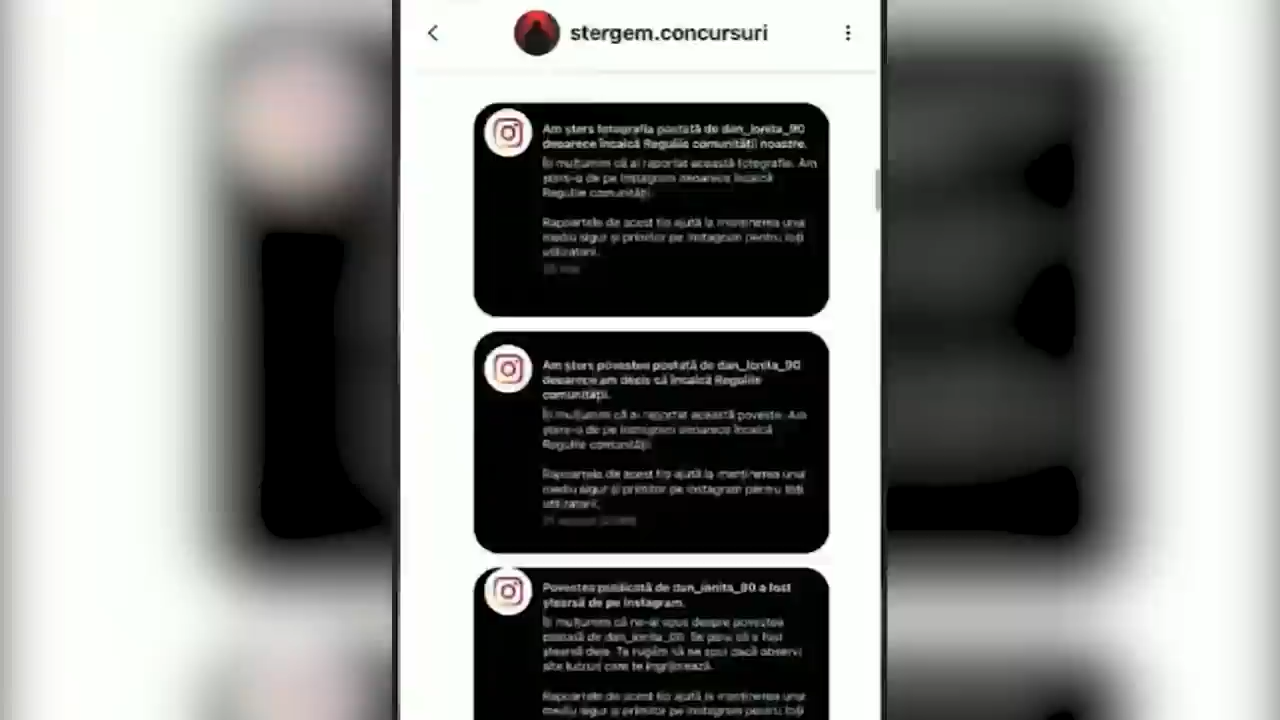 stergem.concursuri
Am șters fotografia postată de dan_ionita_90
deoarece încalcă Regulile comunității noastre.
Îți mulțumim că ai raportat această fotografie. Am
șters-o de pe Instagram deoarece încalcă
Regulile comunității.
Rapoartele de acest fel ajută la menținerea unui
mediu sigur și primitor pe Instagram pentru toți
utilizatorii.
Am șters povestea postată de dan_ionita_90
deoarece am decis că încalcă Regulile
comunității.
Îți mulțumim că ai raportat această poveste. Am
șters-o de pe Instagram deoarece încalcă
Regulile comunității.
Rapoartele de acest fel ajută la menținerea unui
mediu sigur și primitor pe Instagram pentru toți
utilizatorii.
Povestea publicată de dan_ionita_90 a fost
ștearsă de pe Instagram.
Îți mulțumim că ne-ai spus despre povestea
postată de dan_ionita_90. Se pare că a fost
ștearsă deja. Te rugăm să ne spui dacă observi
alte lucruri care te îngrijorează.
Rapoartele de acest fel ajută la menținerea unui
mediu sigur și primitor pe Instagram pentru toți